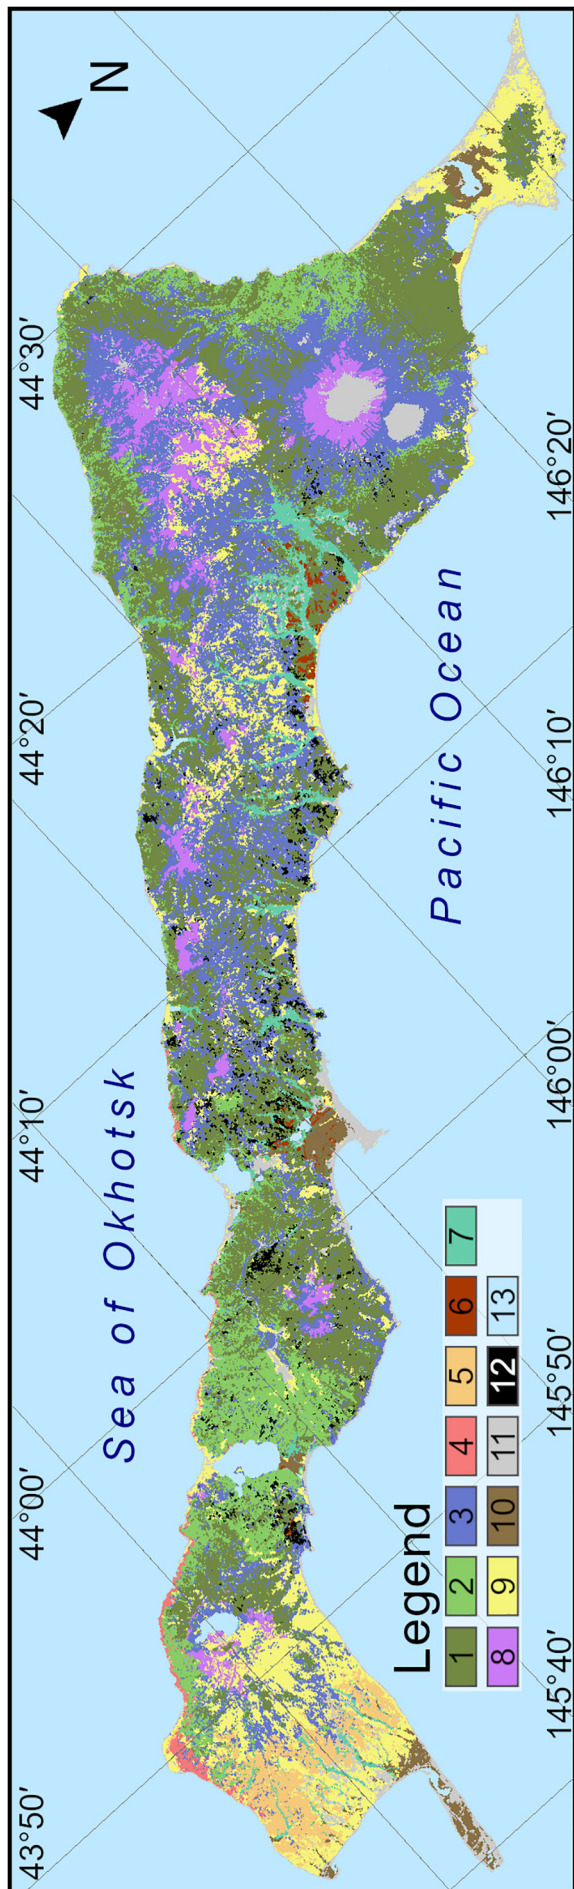 N
44°30′
44°20′
44°10′
44°00′
43°50′
Sea of Okhotsk
Pacific Ocean
146°20′
146°10′
146°00′
145°50′
145°40′
Legend
1 2 3 4 5 6 7
8 9 10 11 12 13